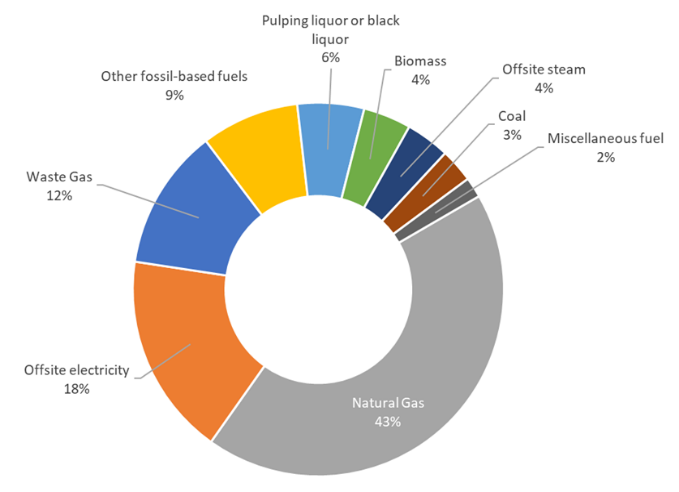 Pulping liquor or black
liquor
6%
Biomass
4%
Offsite steam
4%
Coal
3%
Miscellaneous fuel
2%
Other fossil-based fuels
9%
Waste Gas
12%
Offsite electricity
18%
Natural Gas
43%